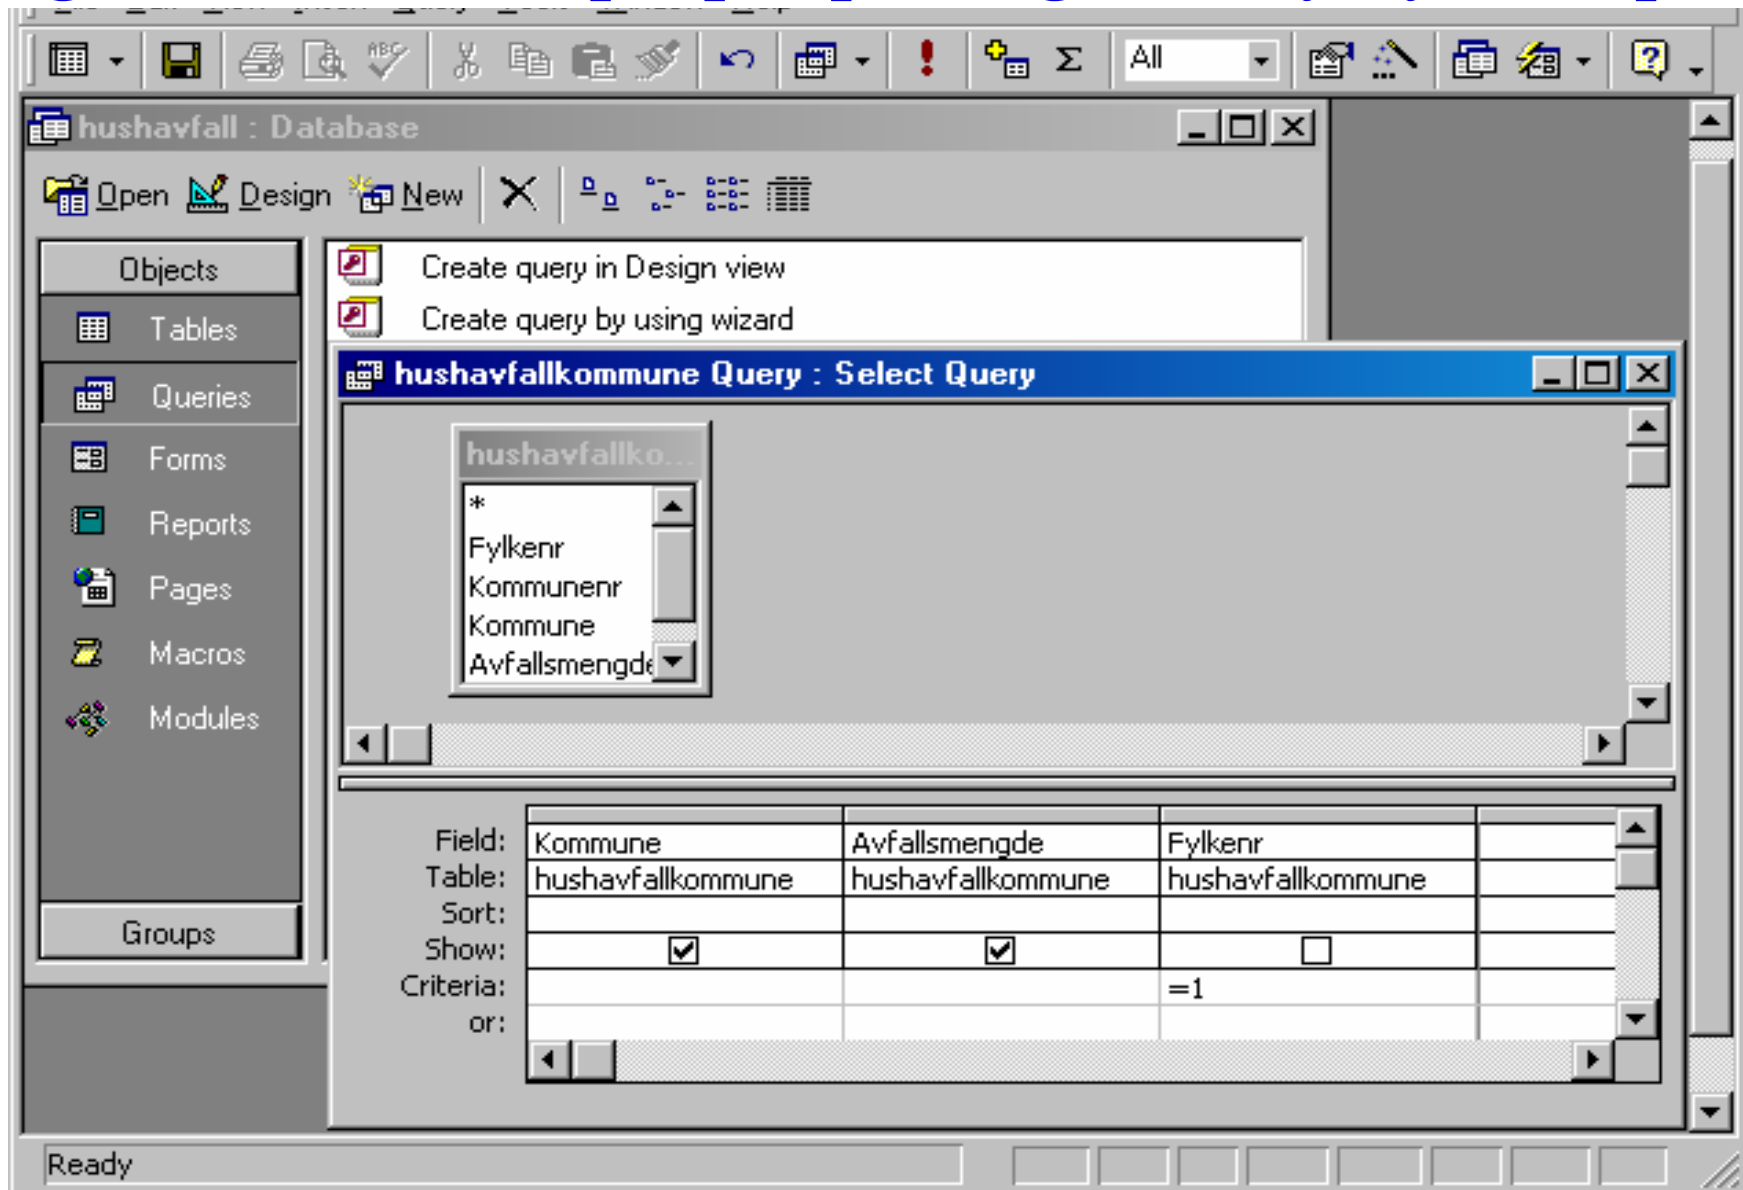 All
hushavfall : Database
Open Design New
Objects
Create query in Design view
Create query by using wizard
Tables
Queries
Forms
Reports
Pages
Macros
Modules
Groups
hushavfallkommune Query : Select Query
hushavfallko...
*
Fylkenr
Kommunenr
Kommune
Avfallsmengde
Field: Kommune Avfallsmengde Fylkenr
Table: hushavfallkommune hushavfallkommune hushavfallkommune
Sort:
Show:
Criteria: =1
or:
Ready